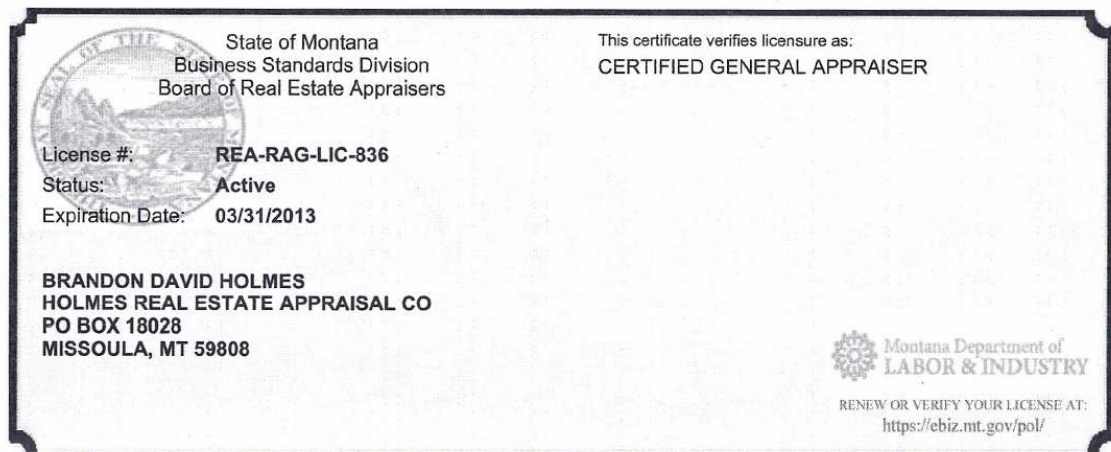 State of Montana
Business Standards Division
Board of Real Estate Appraisers
This certificate verifies licensure as:
CERTIFIED GENERAL APPRAISER
License #: REA-RAG-LIC-836
Status: Active
Expiration Date: 03/31/2013
BRANDON DAVID HOLMES
HOLMES REAL ESTATE APPRAISAL CO
PO BOX 18028
MISSOULA, MT 59808
Montana Department of
LABOR & INDUSTRY
RENEW OR VERIFY YOUR LICENSE AT:
https://ebiz.mt.gov/pol/